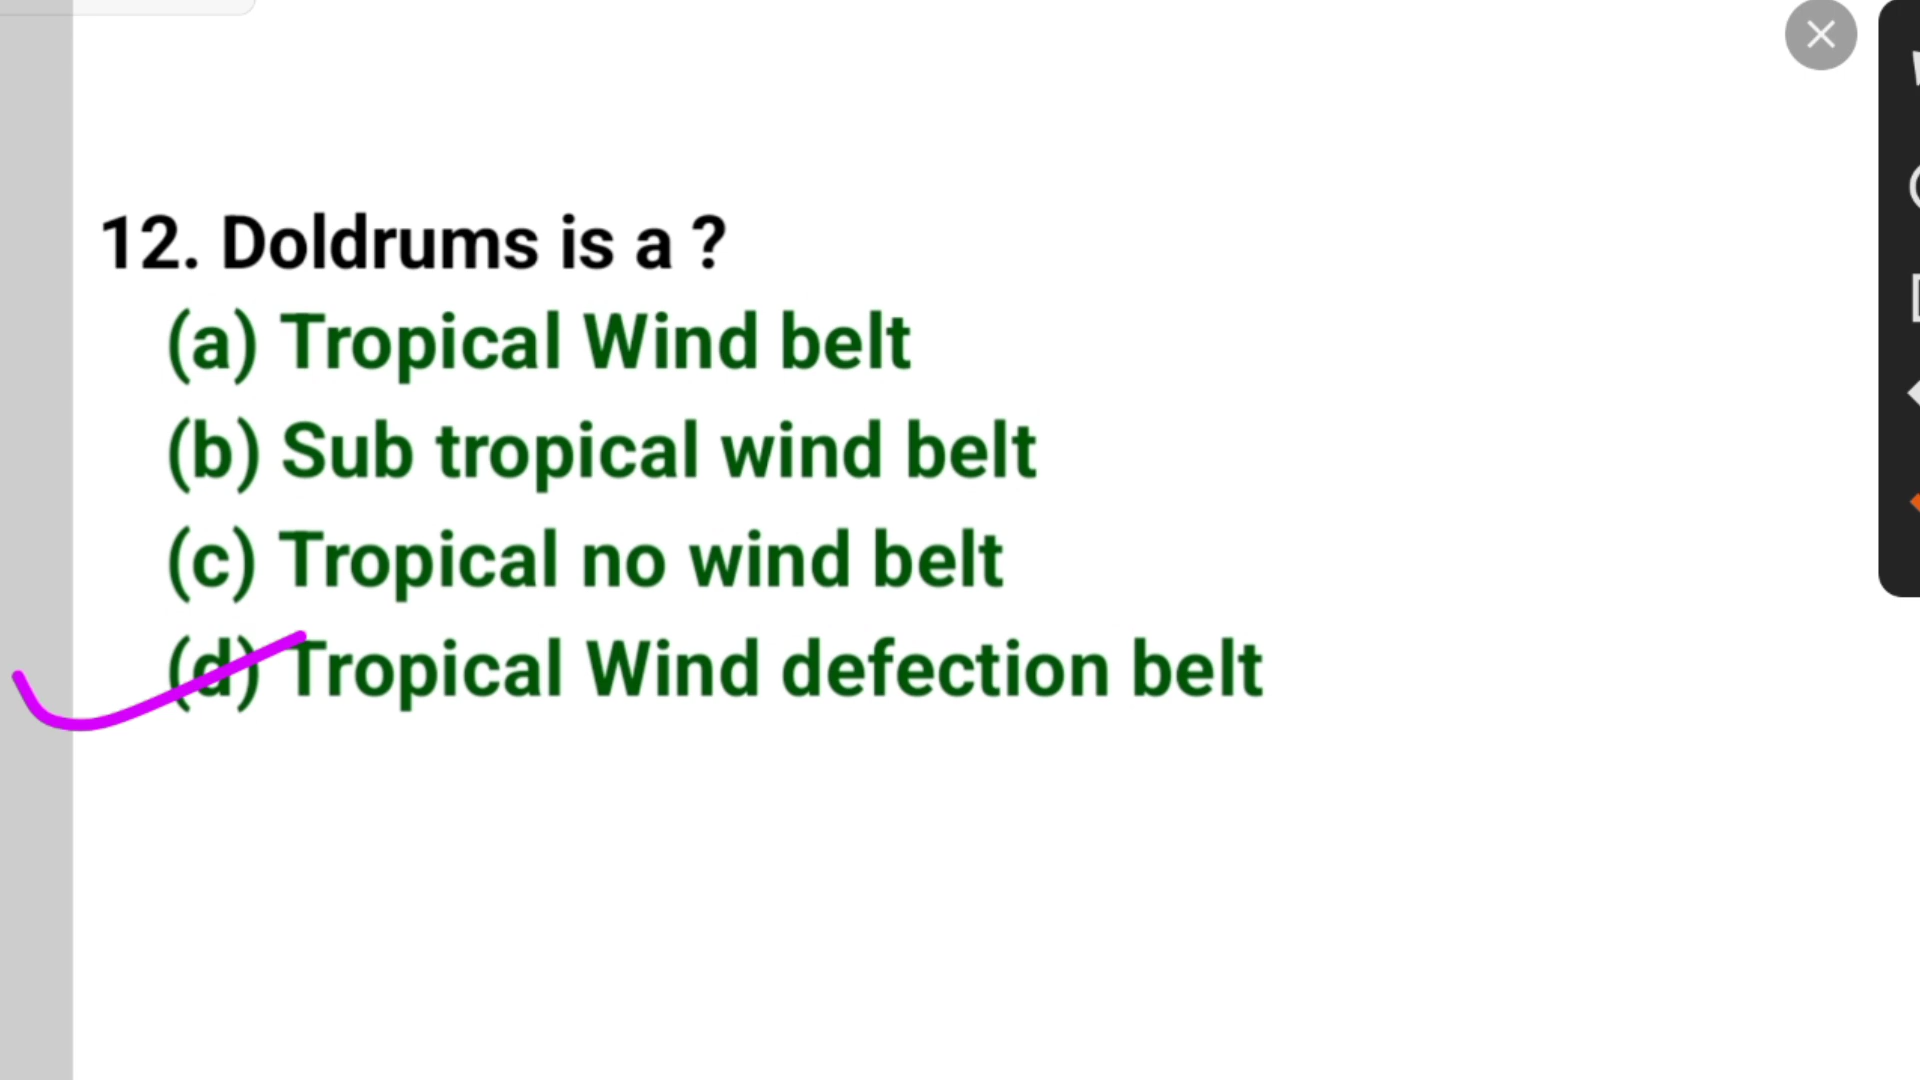 12. Doldrums is a ?
(a) Tropical Wind belt
(b) Sub tropical wind belt
(c) Tropical no wind belt
(d) Tropical Wind defection belt